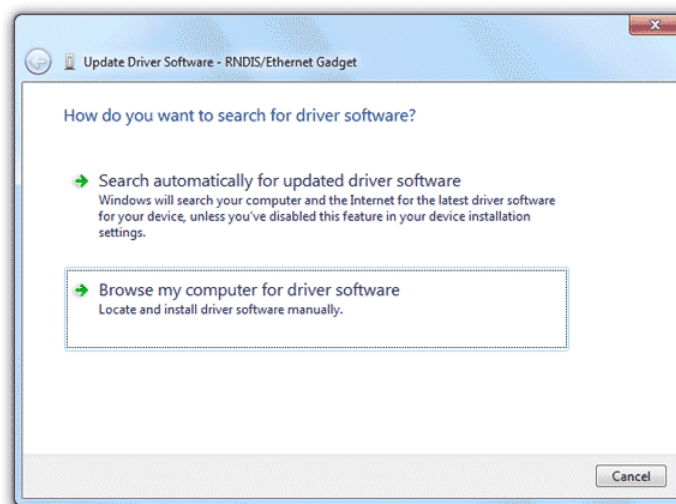 Update Driver Software - RNDIS/Ethernet Gadget
How do you want to search for driver software?
Search automatically for updated driver software
Windows will search your computer and the Internet for the latest driver software
for your device, unless you've disabled this feature in your device installation
settings.
Browse my computer for driver software
Locate and install driver software manually.
Cancel